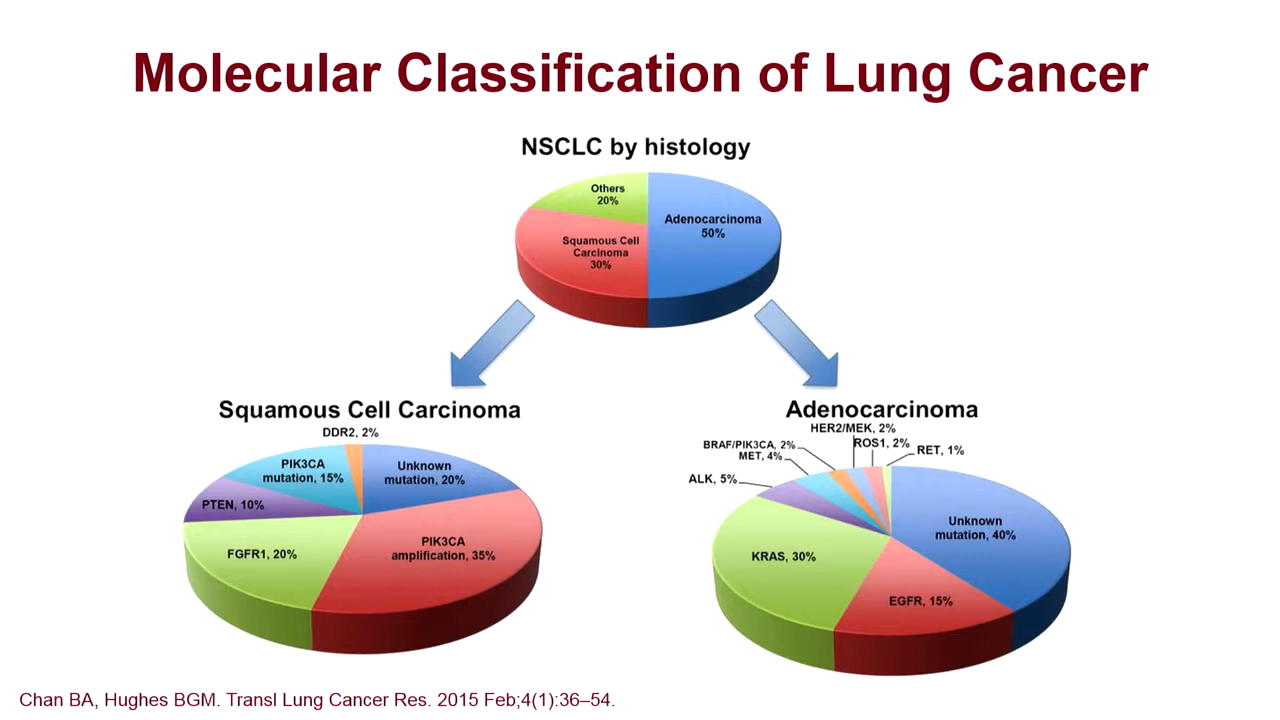 Molecular Classification of Lung Cancer
NSCLC by histology
Others
20%
Adenocarcinoma
50%
Squamous Cell
Carcinoma
30%
Squamous Cell Carcinoma
DDR2, 2%
PIK3CA
mutation, 15%
Unknown
mutation, 20%
PTEN, 10%
PIK3CA
amplification, 35%
FGFR1, 20%
Adenocarcinoma
HER2/MEK, 2%
BRAF/PIK3CA, 2%
ROS1, 2%
RET, 1%
MET, 4%
ALK, 5%
Unknown
mutation, 40%
KRAS, 30%
EGFR, 15%
Chan BA, Hughes BGM. Transl Lung Cancer Res. 2015 Feb;4(1):36–54.